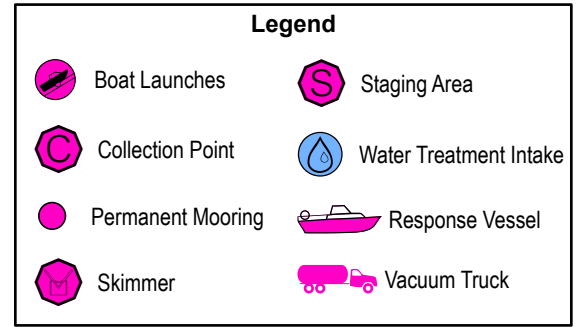 Legend
Boat Launches
S Staging Area
C Collection Point
Water Treatment Intake
Permanent Mooring
Response Vessel
Skimmer
Vacuum Truck